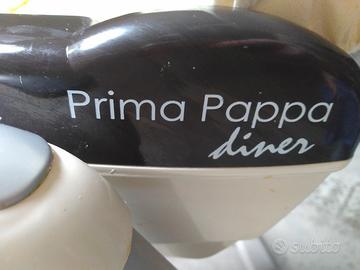 Prima Pappa
diner
subito